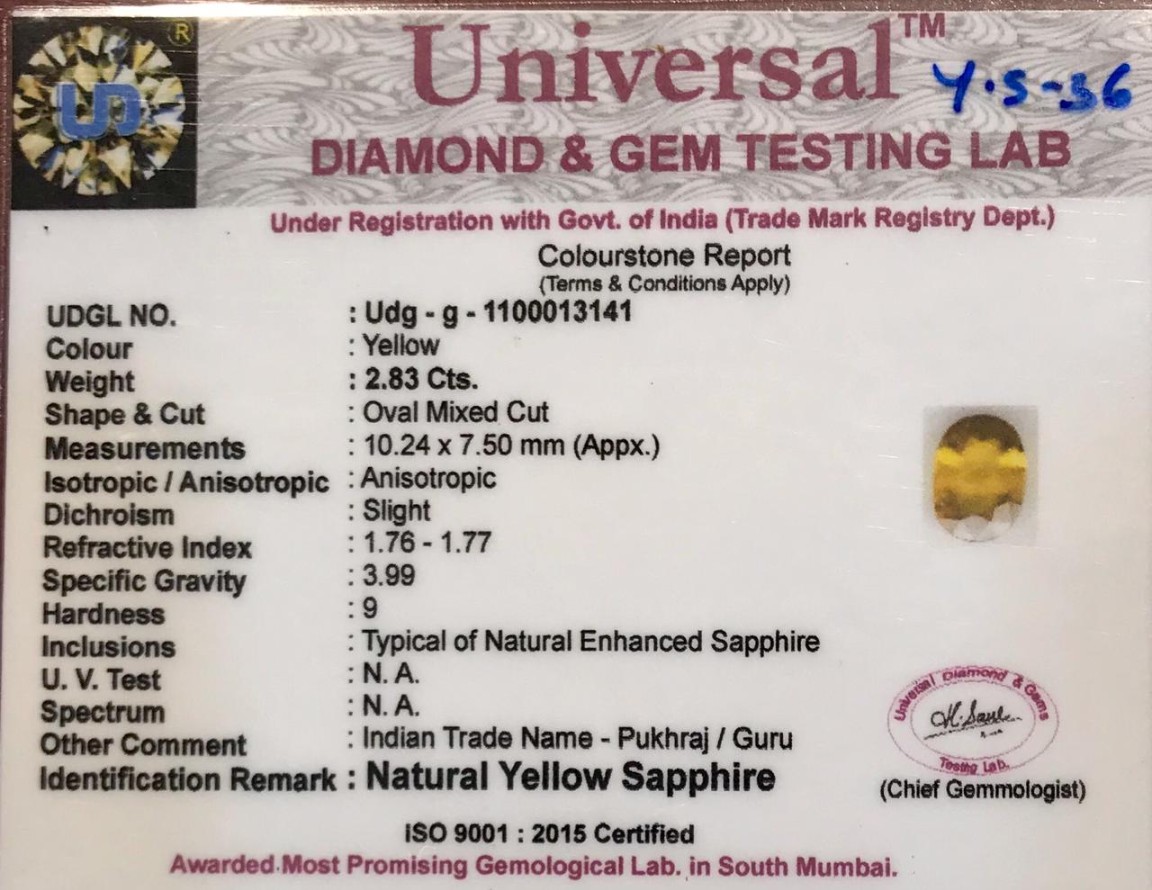 ®
UD
Universal™
Y.S-36
DIAMOND & GEM TESTING LAB
Under Registration with Govt. of India (Trade Mark Registry Dept.)
Colourstone Report
(Terms & Conditions Apply)
UDGL NO. : Udg - g - 1100013141
Colour : Yellow
Weight : 2.83 Cts.
Shape & Cut : Oval Mixed Cut
Measurements : 10.24 x 7.50 mm (Appx.)
Isotropic / Anisotropic : Anisotropic
Dichroism : Slight
Refractive Index : 1.76 - 1.77
Specific Gravity : 3.99
Hardness : 9
Inclusions : Typical of Natural Enhanced Sapphire
U. V. Test : N. A.
Spectrum : N. A.
Other Comment : Indian Trade Name - Pukhraj / Guru
Identification Remark : Natural Yellow Sapphire
Universal Diamond & Gems
Testing Lab.
(Chief Gemmologist)
ISO 9001 : 2015 Certified
Awarded Most Promising Gemological Lab. in South Mumbai.